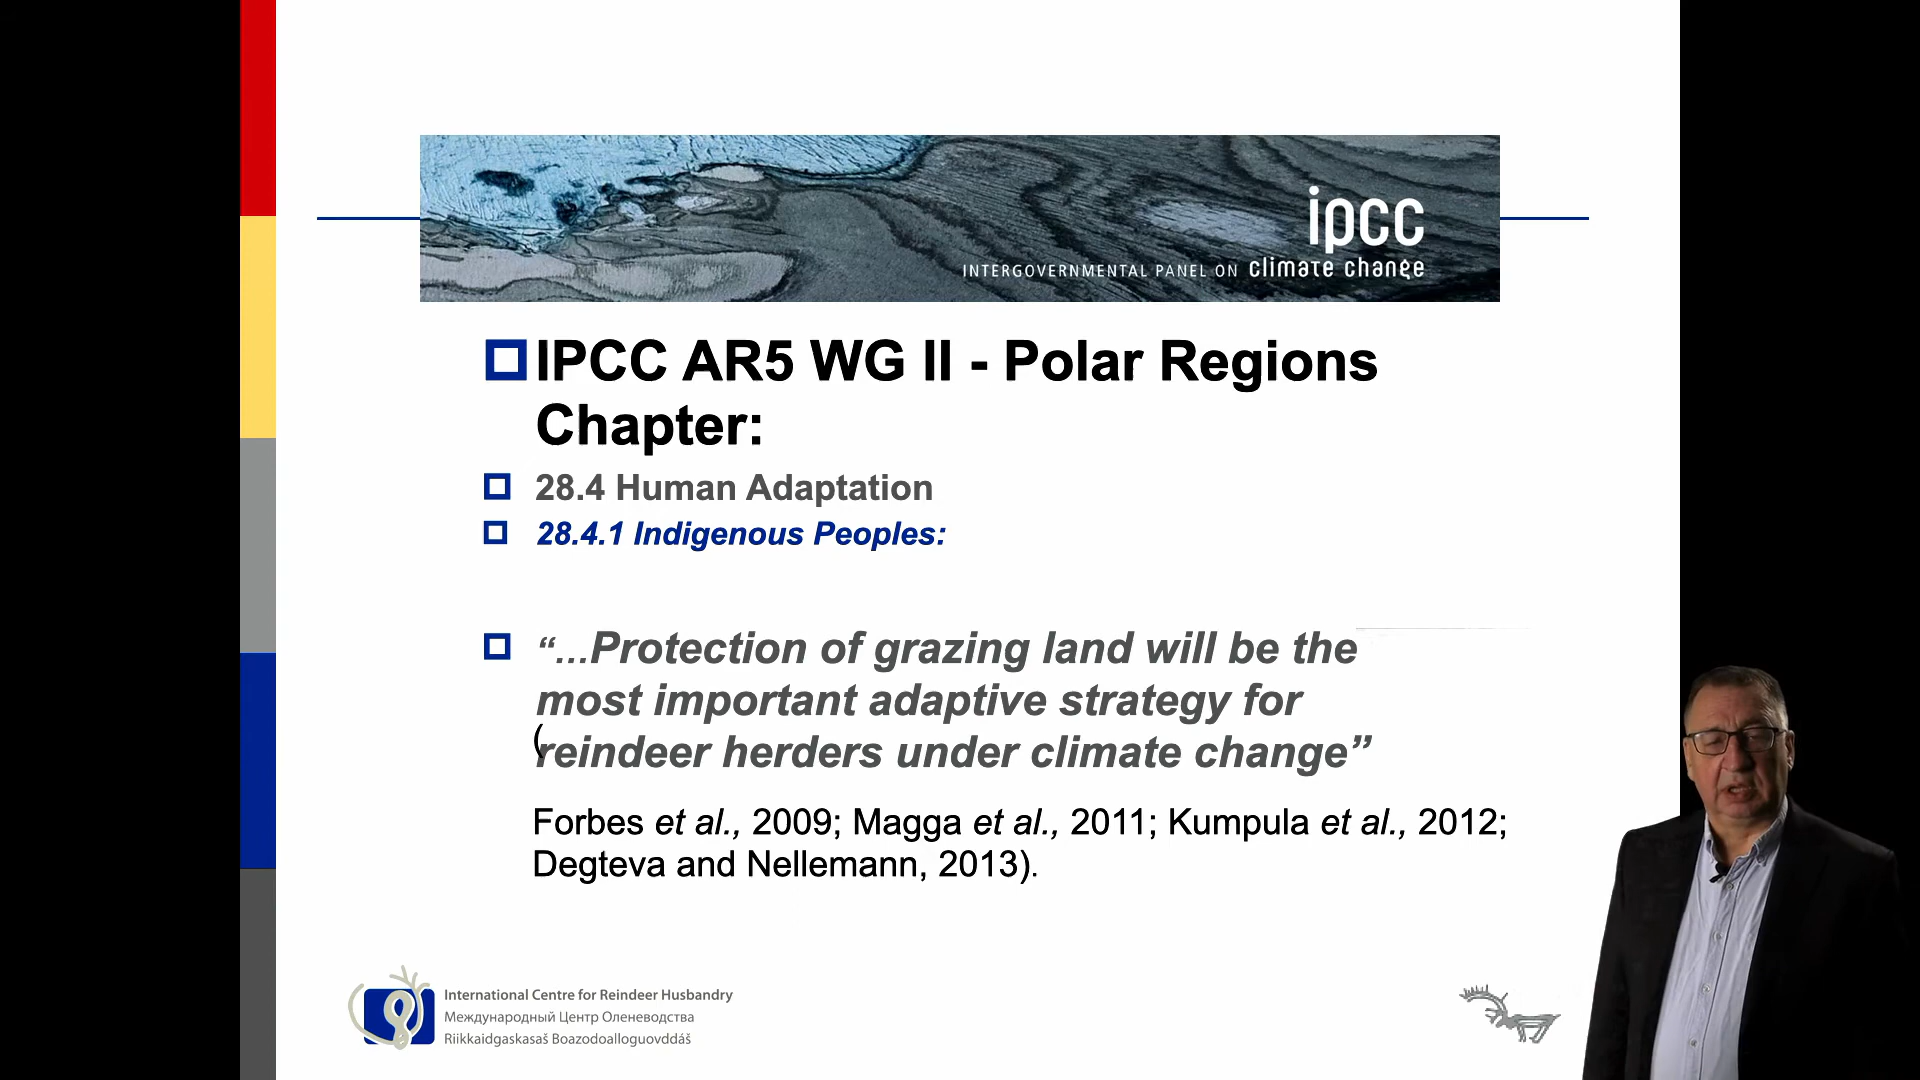 ipcc
INTERGOVERNMENTAL PANEL ON climate change
IPCC AR5 WG II - Polar Regions
Chapter:
28.4 Human Adaptation
28.4.1 Indigenous Peoples:
“...Protection of grazing land will be the
most important adaptive strategy for
(
reindeer herders under climate change”
Forbes et al., 2009; Magga et al., 2011; Kumpula et al., 2012;
Degteva and Nellemann, 2013).
International Centre for Reindeer Husbandry
Международный Центр Оленеводства
Riikkaidgaskasaš Boazodoalloguovddáš